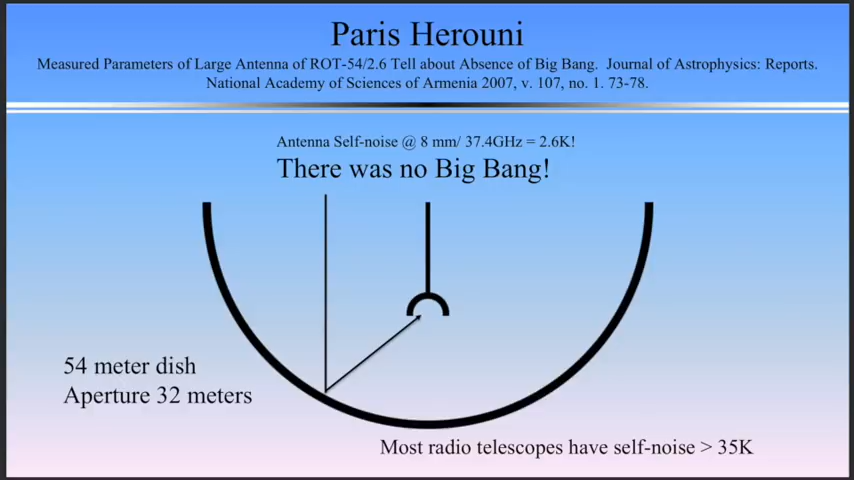 Paris Herouni
Measured Parameters of Large Antenna of ROT-54/2.6 Tell about Absence of Big Bang. Journal of Astrophysics: Reports.
National Academy of Sciences of Armenia 2007, v. 107, no. 1. 73-78.
Antenna Self-noise @ 8 mm/ 37.4GHz = 2.6K!
There was no Big Bang!
54 meter dish
Aperture 32 meters
Most radio telescopes have self-noise > 35K